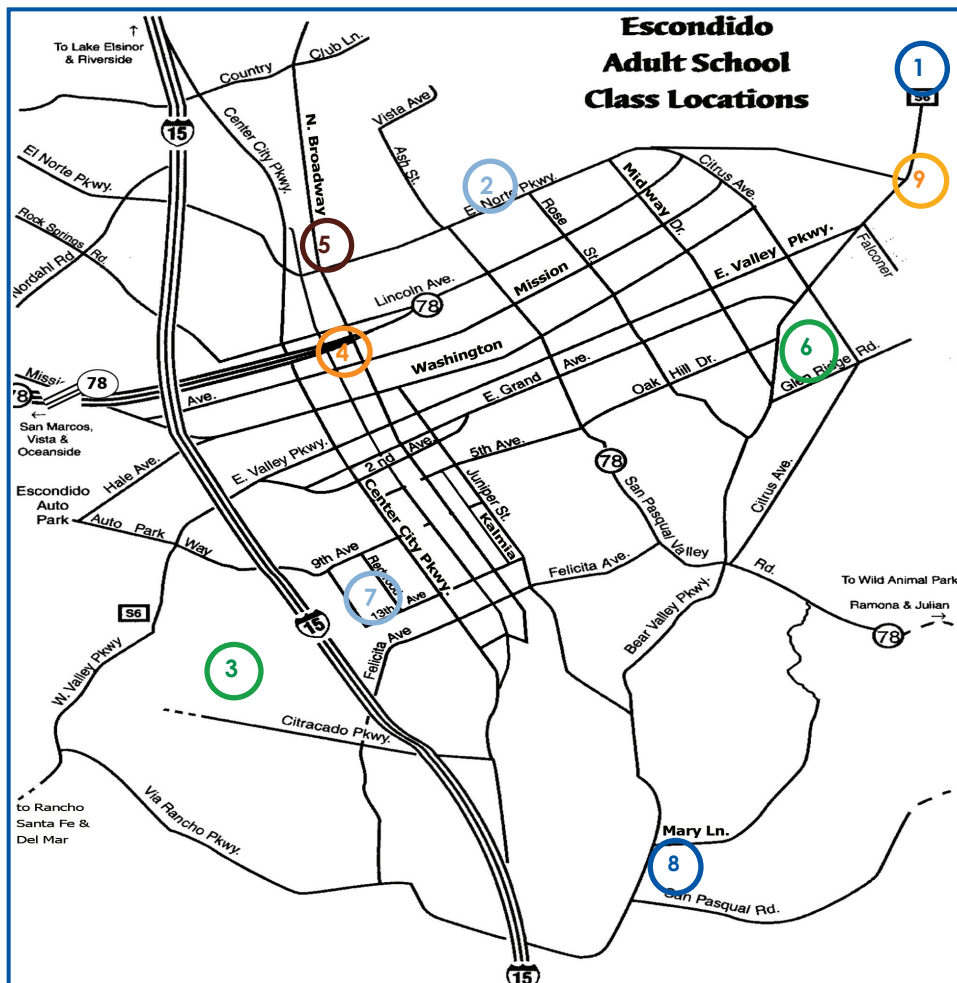 Escondido
Adult School
Class Locations
↑
To Lake Elsinor
& Riverside
Country
Club Ln.
Vista Ave
1
S6
15
Center City Pkwy.
N. Broadway
Ash St.
El Norte Pkwy.
2
El Norte Pkwy.
Midway Dr.
Citrus Ave.
9
Rock Springs Rd.
Nordahl Rd
5
Rose St.
E. Valley Pkwy.
Falconer
Lincoln Ave.
78
Mission
4
Washington
6
Glen Ridge Rd.
Missi
Ave.
78
78
←
San Marcos,
Vista &
Oceanside
E. Grand Ave.
Oak Hill Dr.
Hale Ave.
E. Valley Pkwy.
2nd Ave.
5th Ave.
78
Escondido
Auto
Park
Auto Park Way
Center City Pkwy.
Juniper St.
Kalmia
San Pasqual Valley Rd.
Citrus Ave.
9th Ave
Redwood
7
13th Ave
Felicita Ave.
To Wild Animal Park
Ramona & Julian
→
S6
15
78
Felicita Ave
Bear Valley Pkwy.
W. Valley Pkwy
3
Citracado Pkwy.
to Rancho
Santa Fe &
Del Mar
Via Rancho Pkwy.
Mary Ln.
8
San Pasqual Rd.
15